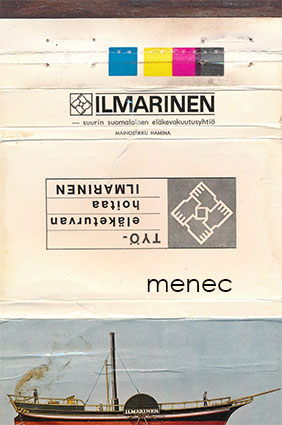 ILMARINEN
— suurin suomalainen eläkevakuutusyhtiö
MAINOSTIKKU HAMINA
TYÖ-
eläketurvan
hoitaa
ILMARINEN
menec
ILMARINEN